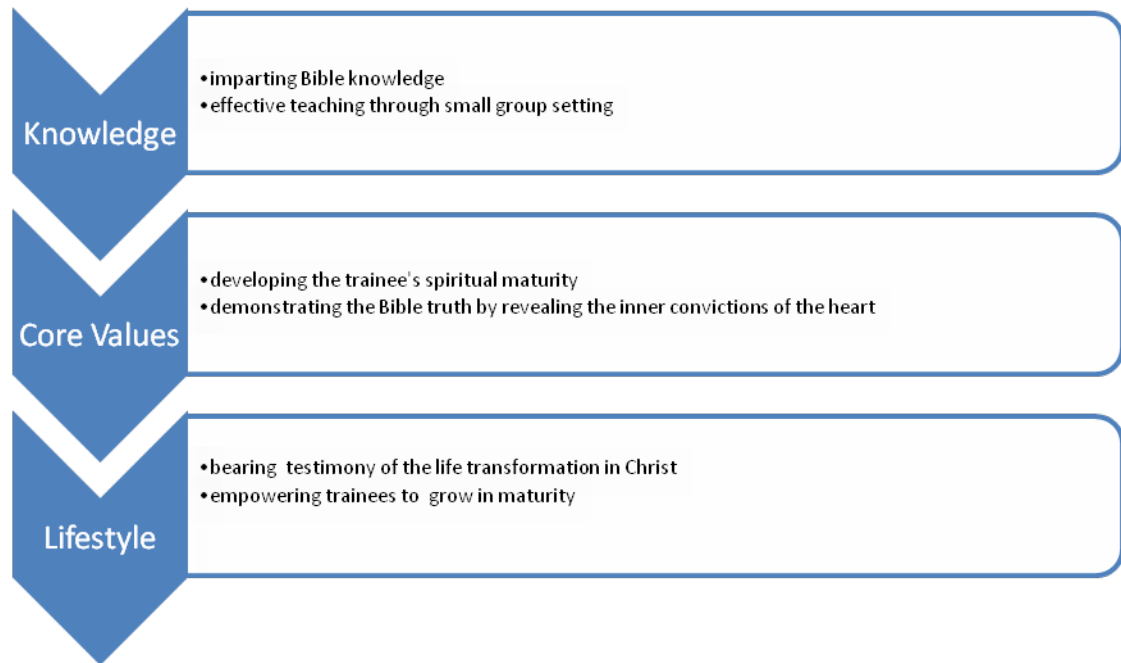 Knowledge
•imparting Bible knowledge
•effective teaching through small group setting
Core Values
•developing the trainee's spiritual maturity
•demonstrating the Bible truth by revealing the inner convictions of the heart
Lifestyle
•bearing testimony of the life transformation in Christ
•empowering trainees to grow in maturity